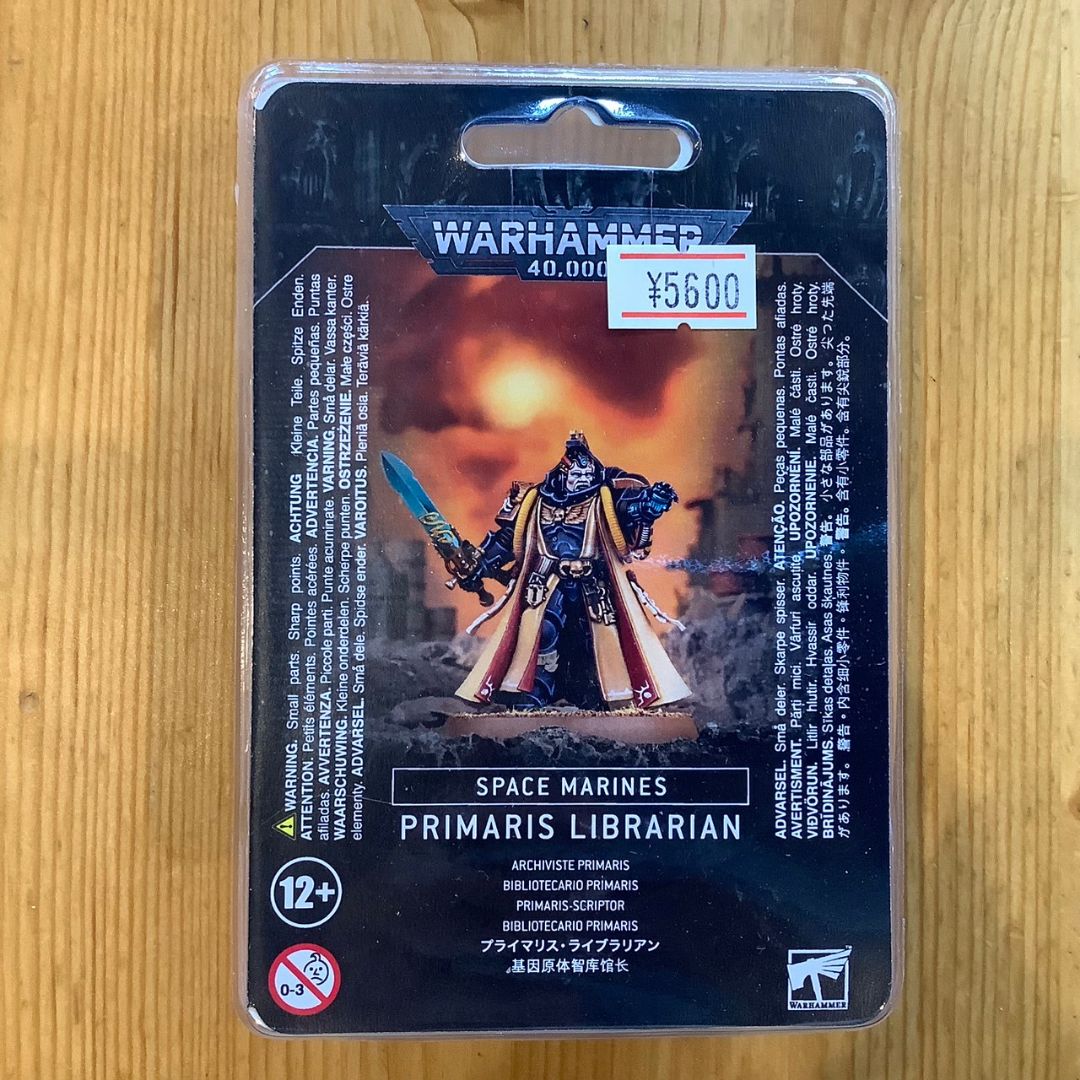 WARHAMMER™
40,000
¥5600
WARNING. Small parts. Sharp points. ACHTUNG Kleine Teile. Spitze Enden.
ATTENTION. Petits éléments. Pointes acérées. ADVERTENCIA. Partes pequeñas. Puntas
afiladas. AVVERTENZA. Piccole parti. Punte acuminate. VARNING. Små delar. Vassa kanter.
WAARSCHUWING. Kleine onderdelen. Scherpe punten. OSTRZEŻENIE. Małe części. Ostre
elementy. ADVARSEL. Små dele. Spidse ender. VAROITUS. Pieniä osia. Teräviä kärkiä.
ADVARSEL. Små deler. Skarpe spisser. ATENÇÃO. Peças pequenas. Pontas afiadas.
AVERTISMENT. Părți mici. Vârfuri ascuțite. UPOZORNĚNÍ. Malé části. Ostré hroty.
VIÐVÖRUN. Litlir hlutir. Hvassir oddar. UPOZORNENIE. Malé časti. Ostré hroty.
BRĪDINĀJUMS. Sīkas detaļas. Asas šķautnes. 警告。小さな部品があります。尖った先端
があります。警告。内含细小零件。锋利物件。警告。含有小零件。含有尖銳部分。
SPACE MARINES
PRIMARIS LIBRARIAN
ARCHIVISTE PRIMARIS
BIBLIOTECARIO PRIMARIS
PRIMARIS-SCRIPTOR
BIBLIOTECARIO PRIMARIS
プライマリス・ライブラリアン
基因原体智库馆长
12+
0-3
WARHAMMER